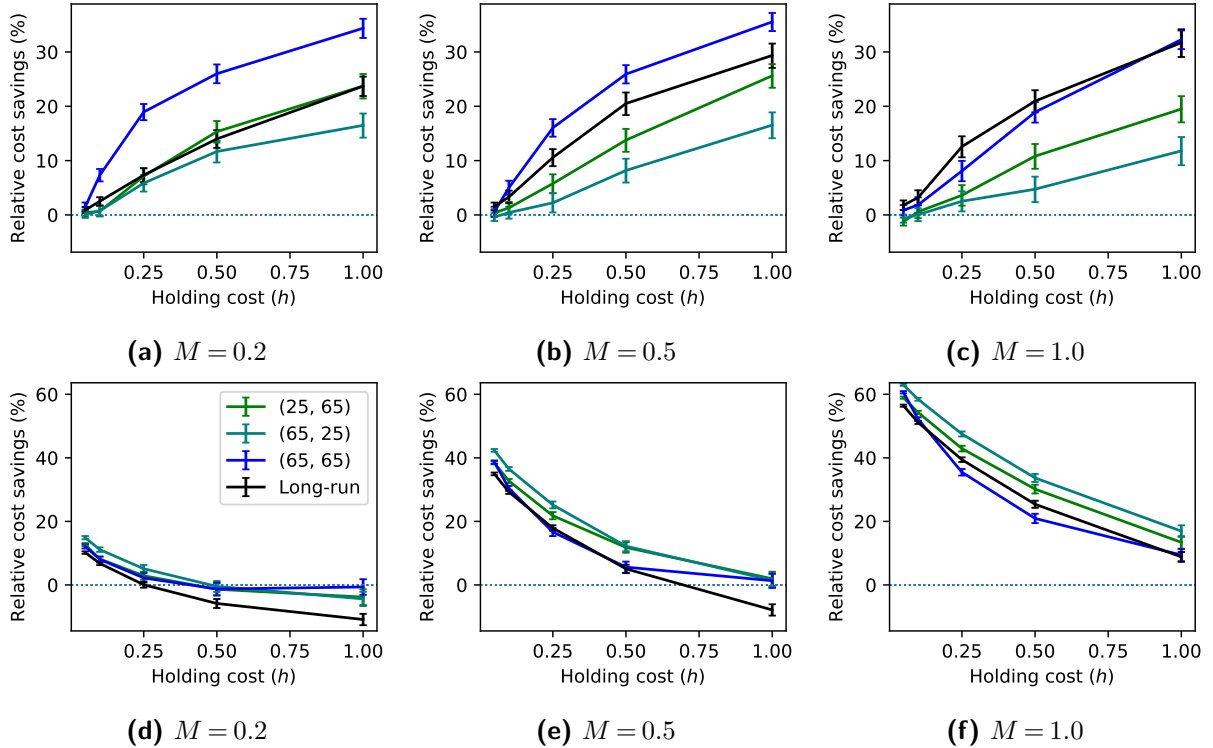 Relative cost savings (%)
30
20
10
0
0.25 0.50 0.75 1.00
Holding cost (h)
(a) M = 0.2
Relative cost savings (%)
30
20
10
0
0.25 0.50 0.75 1.00
Holding cost (h)
(b) M = 0.5
Relative cost savings (%)
30
20
10
0
0.25 0.50 0.75 1.00
Holding cost (h)
(c) M = 1.0
Relative cost savings (%)
60
40
20
0
(25, 65)
(65, 25)
(65, 65)
Long-run
0.25 0.50 0.75 1.00
Holding cost (h)
(d) M = 0.2
Relative cost savings (%)
60
40
20
0
0.25 0.50 0.75 1.00
Holding cost (h)
(e) M = 0.5
Relative cost savings (%)
60
40
20
0
0.25 0.50 0.75 1.00
Holding cost (h)
(f) M = 1.0